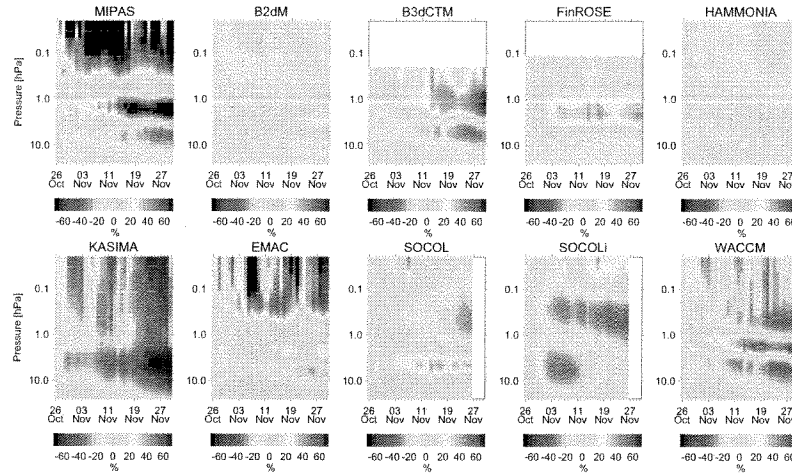 MIPAS B2dM B3dCTM FinROSE HAMMONIA
Pressure [hPa]
0.1 0.1 0.1 0.1 0.1
1.0 1.0 1.0 1.0 1.0
10.0 10.0 10.0 10.0 10.0
26 03 11 19 27 26 03 11 19 27 26 03 11 19 27 26 03 11 19 27 26 03 11 19 27
Oct Nov Nov Nov Nov Oct Nov Nov Nov Nov Oct Nov Nov Nov Nov Oct Nov Nov Nov Nov Oct Nov Nov Nov Nov
-60 -40 -20 0 20 40 60 -60 -40 -20 0 20 40 60 -60 -40 -20 0 20 40 60 -60 -40 -20 0 20 40 60 -60 -40 -20 0 20 40 60
% % % % %
KASIMA EMAC SOCOL SOCOLi WACCM
Pressure [hPa]
0.1 0.1 0.1 0.1 0.1
1.0 1.0 1.0 1.0 1.0
10.0 10.0 10.0 10.0 10.0
26 03 11 19 27 26 03 11 19 27 26 03 11 19 27 26 03 11 19 27 26 03 11 19 27
Oct Nov Nov Nov Nov Oct Nov Nov Nov Nov Oct Nov Nov Nov Nov Oct Nov Nov Nov Nov Oct Nov Nov Nov Nov
-60 -40 -20 0 20 40 60 -60 -40 -20 0 20 40 60 -60 -40 -20 0 20 40 60 -60 -40 -20 0 20 40 60 -60 -40 -20 0 20 40 60
% % % % %